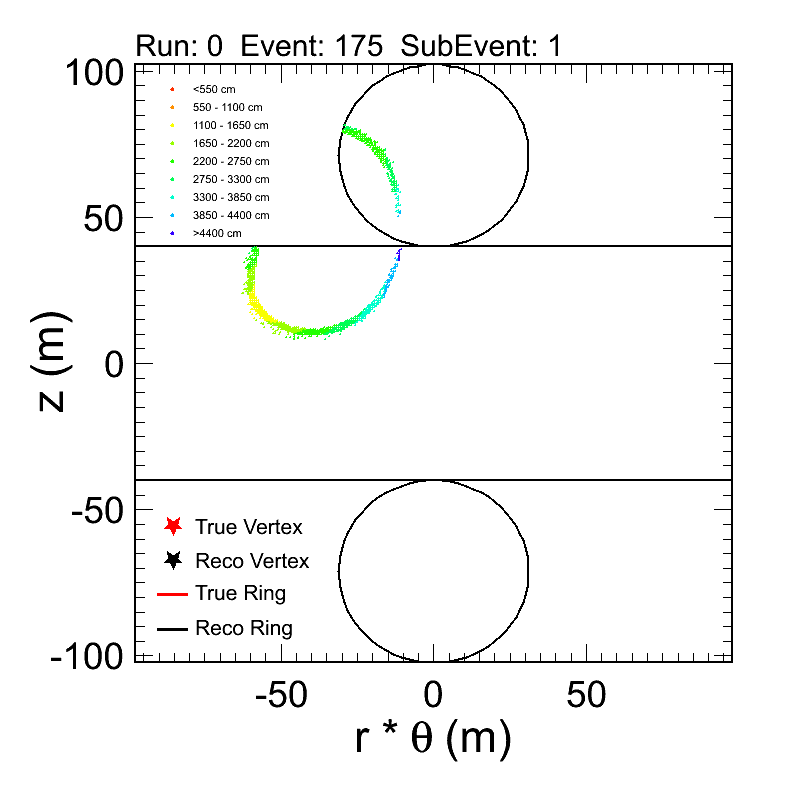 Run: 0 Event: 175 SubEvent: 1
100
<550 cm
550 - 1100 cm
1100 - 1650 cm
1650 - 2200 cm
2200 - 2750 cm
2750 - 3300 cm
3300 - 3850 cm
3850 - 4400 cm
>4400 cm
50
0
-50
-100
z (m)
True Vertex
Reco Vertex
True Ring
Reco Ring
-50
0
50
r * θ (m)